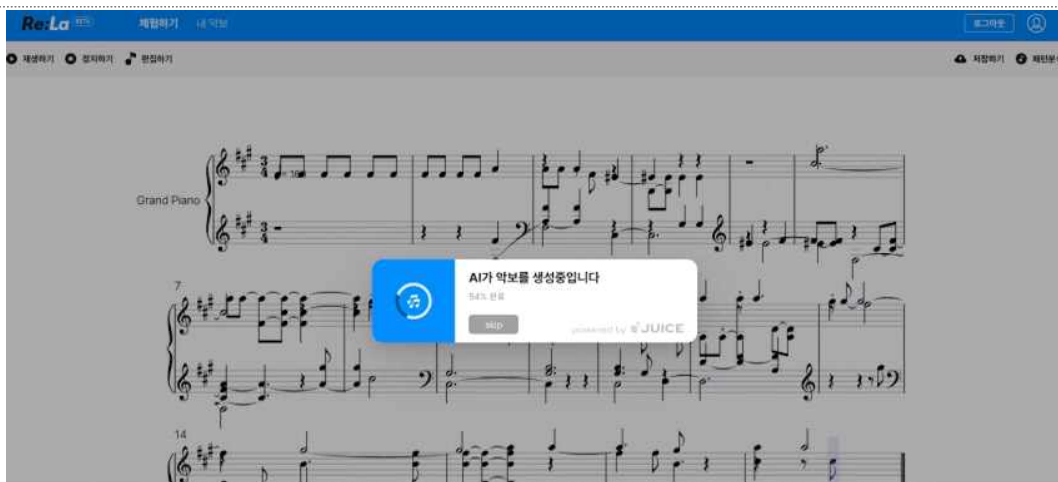 Re:La BETA
체험하기
내 악보
로그아웃
재생하기
정지하기
편집하기
저장하기
Grand Piano
AI가 악보를 생성중입니다
54% 완료
skip
powered by JUICE
7
14